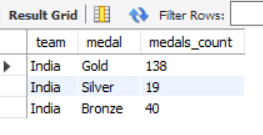 Result Grid Filter Rows:
team medal medals_count
India Gold 138
India Silver 19
India Bronze 40